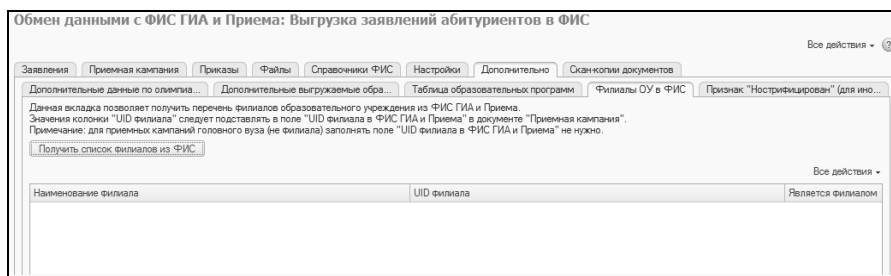 Обмен данными с ФИС ГИА и Приема: Выгрузка заявлений абитуриентов в ФИС
Все действия
Заявления Приемная кампания Приказы Файлы Справочники ФИС Настройки Дополнительно Скан-копии документов
Дополнительные данные по олимпиа... Дополнительные выгружаемые обра... Таблица образовательных программ Филиалы ОУ в ФИС Признак "Нострифицирован" (для ино...
Данная вкладка позволяет получить перечень филиалов образовательного учреждения из ФИС ГИА и Приема.
Значения колонки "UID филиала" следует подставлять в поле "UID филиала в ФИС ГИА и Приема" в документе "Приемная кампания".
Примечание: для приемных кампаний головного вуза (не филиала) заполнять поле "UID филиала в ФИС ГИА и Приема" не нужно.
Получить список филиалов из ФИС
Все действия
Наименование филиала UID филиала Является филиалом